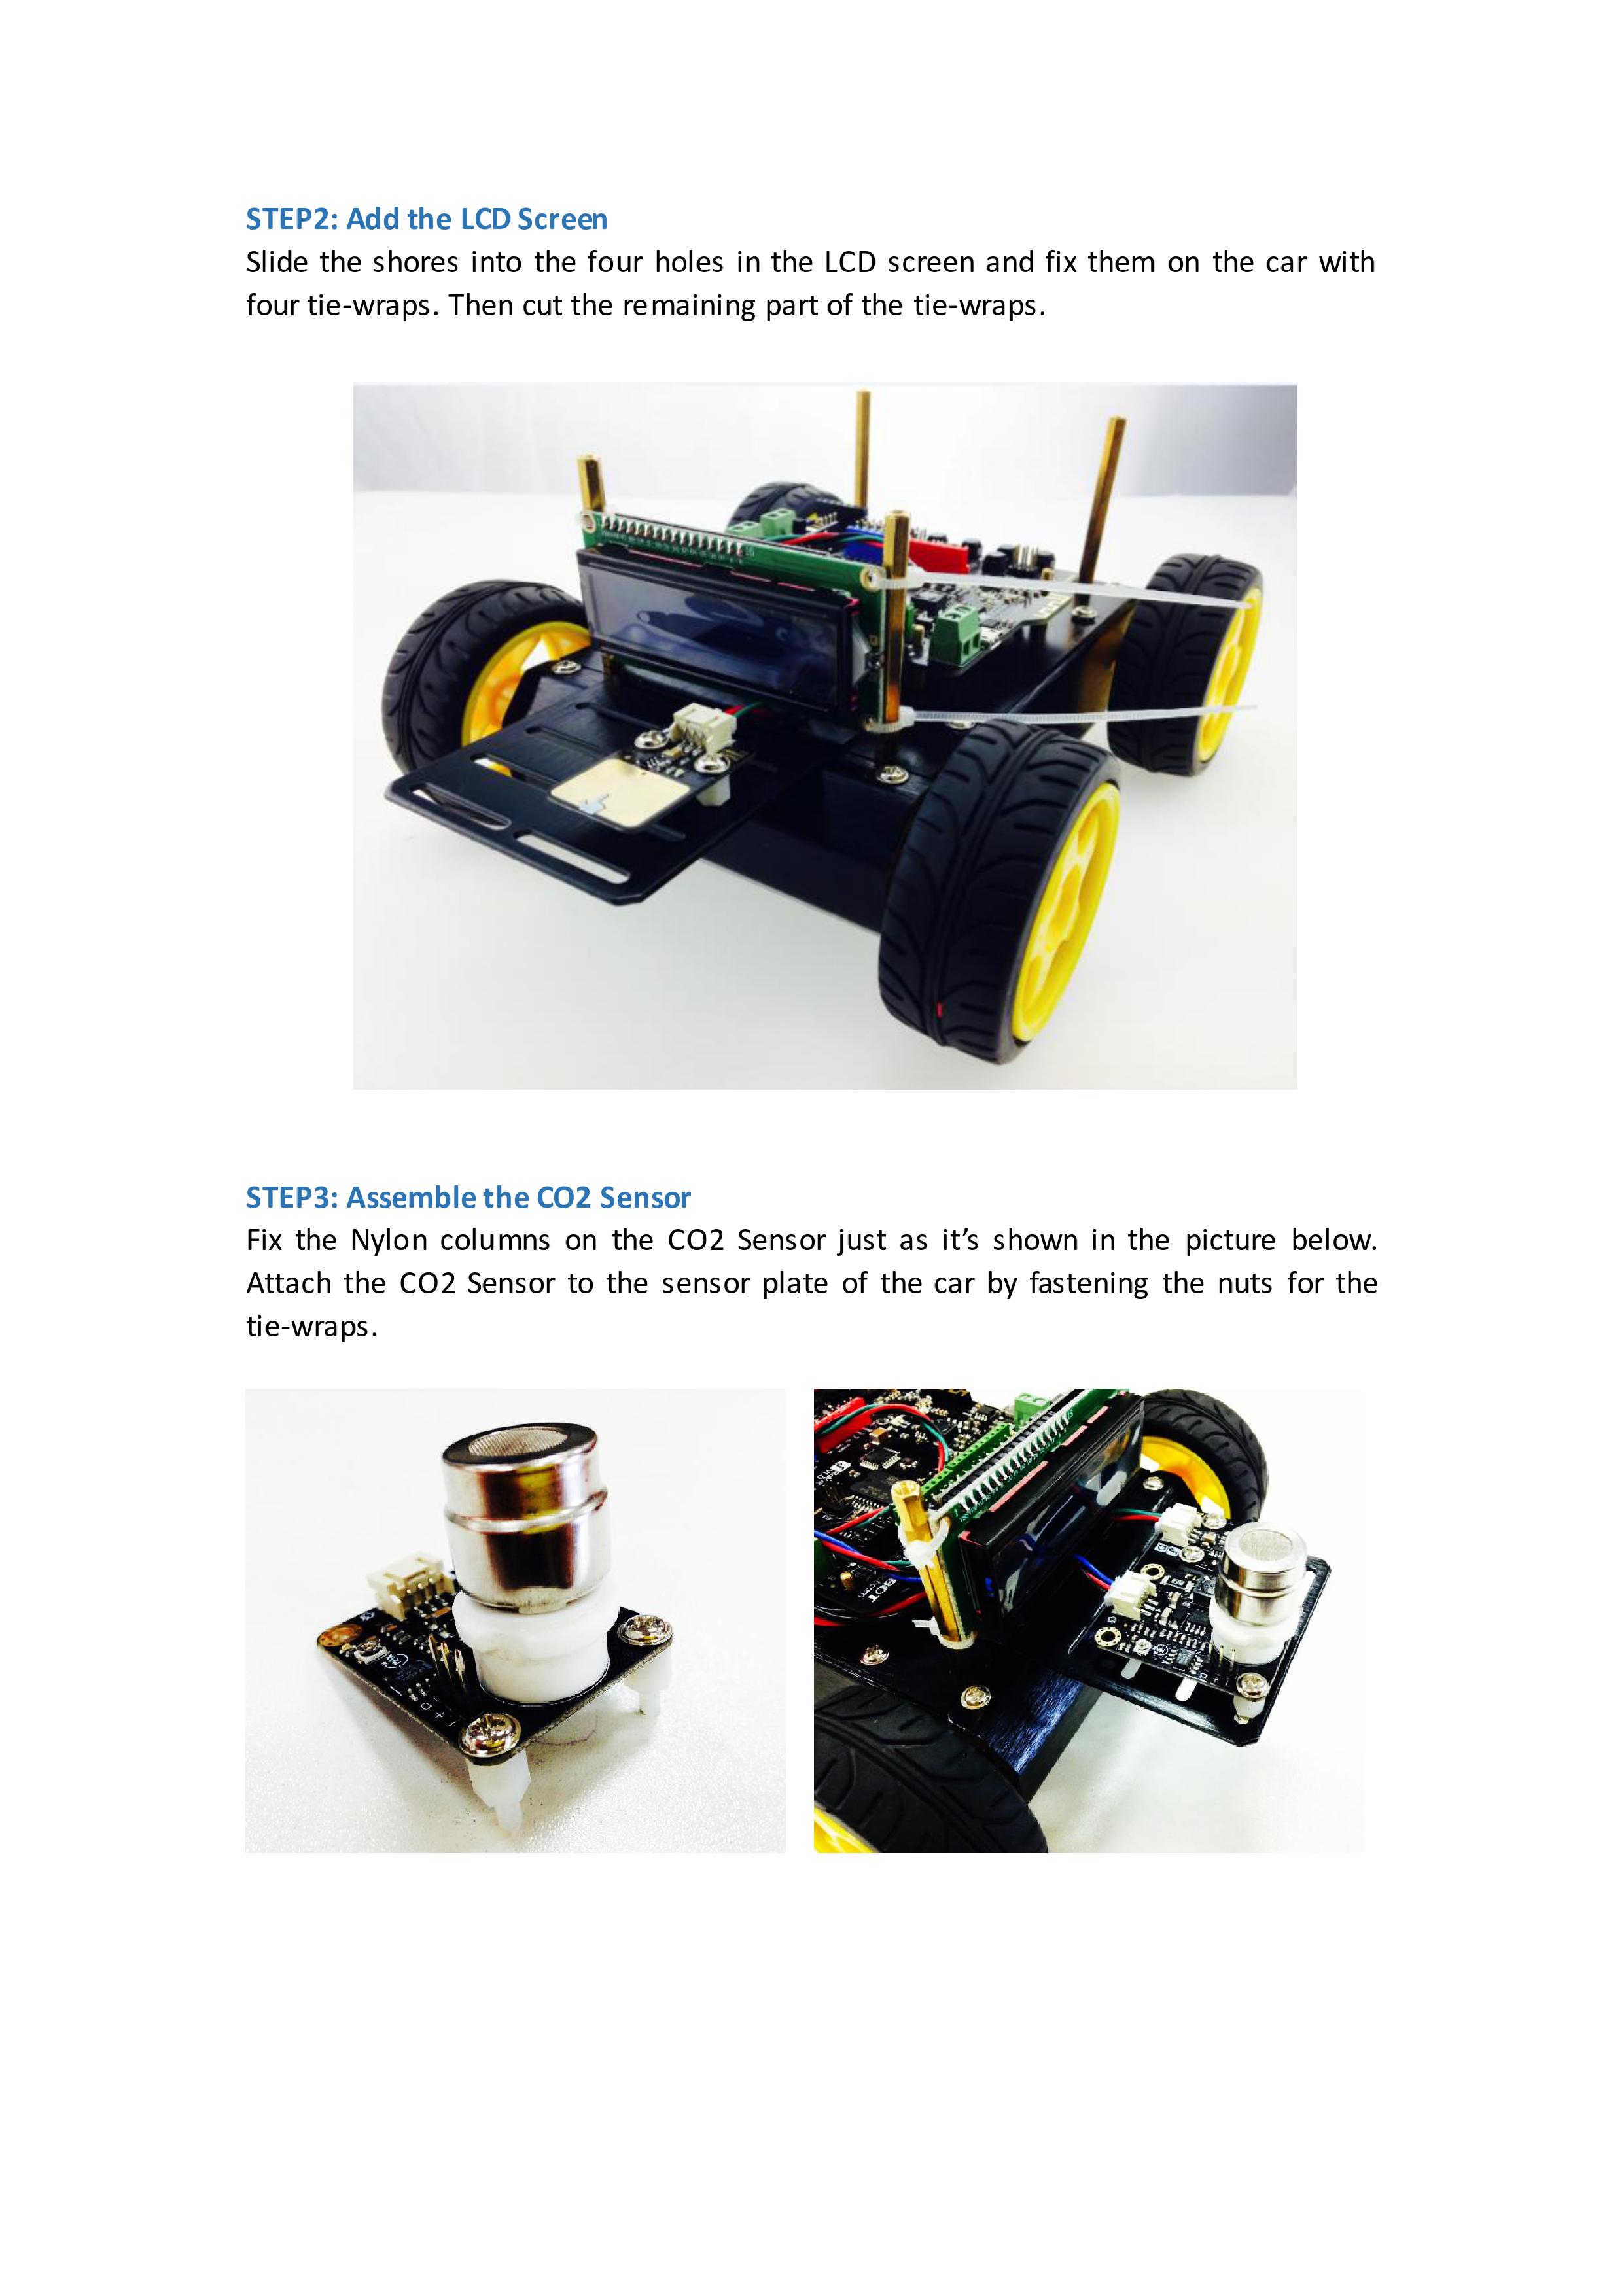 STEP2: Add the LCD Screen
Slide the shores into the four holes in the LCD screen and fix them on the car with
four tie-wraps. Then cut the remaining part of the tie-wraps.
STEP3: Assemble the CO2 Sensor
Fix the Nylon columns on the CO2 Sensor just as it’s shown in the picture below.
Attach the CO2 Sensor to the sensor plate of the car by fastening the nuts for the
tie-wraps.